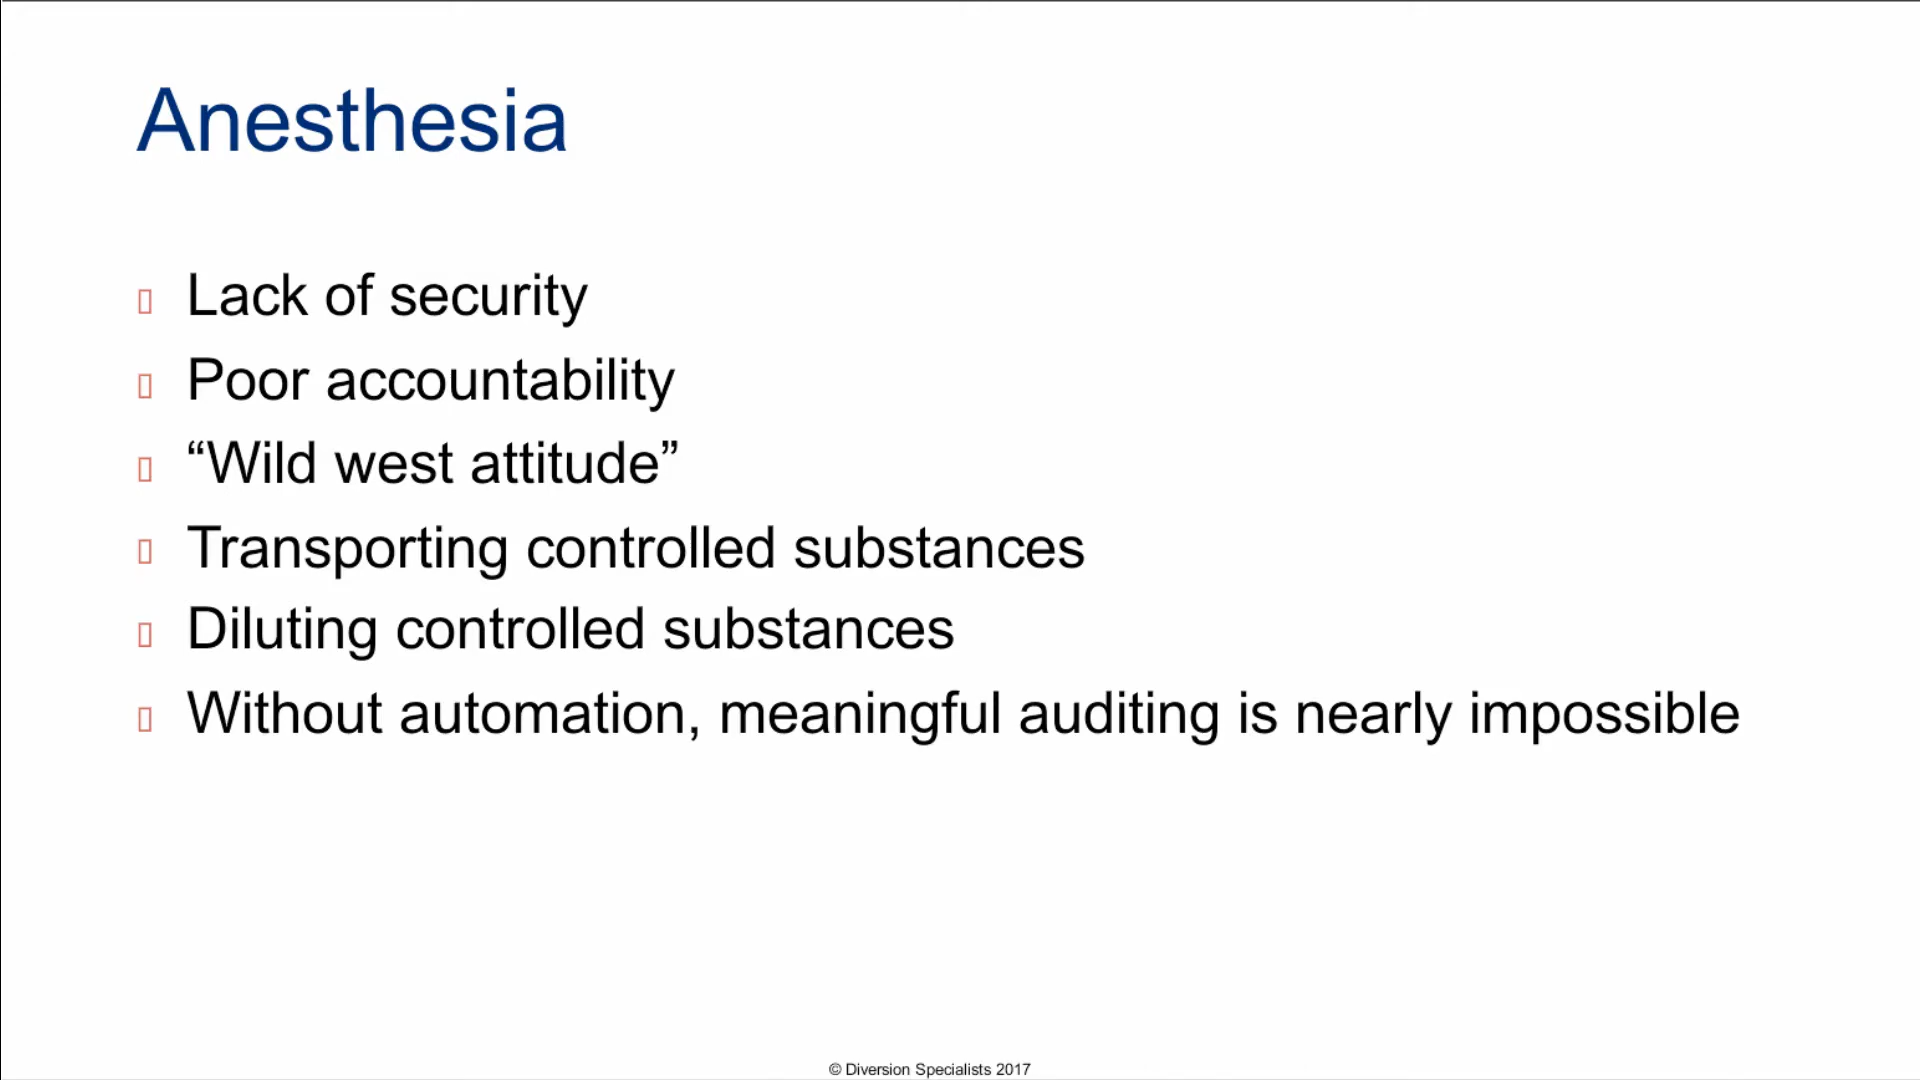 Anesthesia
Lack of security
Poor accountability
“Wild west attitude”
Transporting controlled substances
Diluting controlled substances
Without automation, meaningful auditing is nearly impossible
© Diversion Specialists 2017